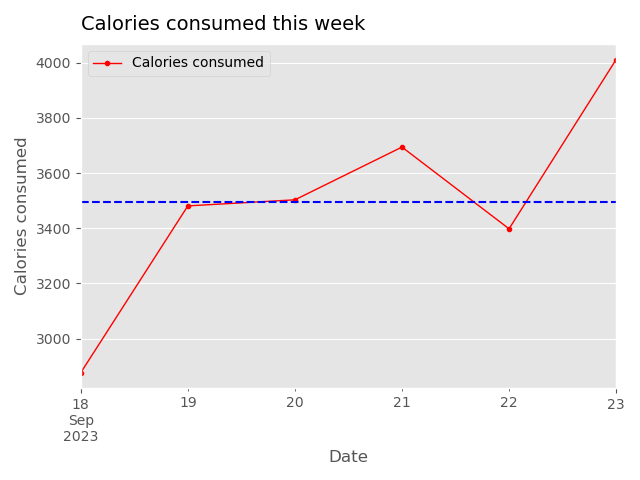 Calories consumed this week
Calories consumed
4000
3800
3600
3400
3200
3000
Calories consumed
18
Sep
2023
19
20
21
22
23
Date